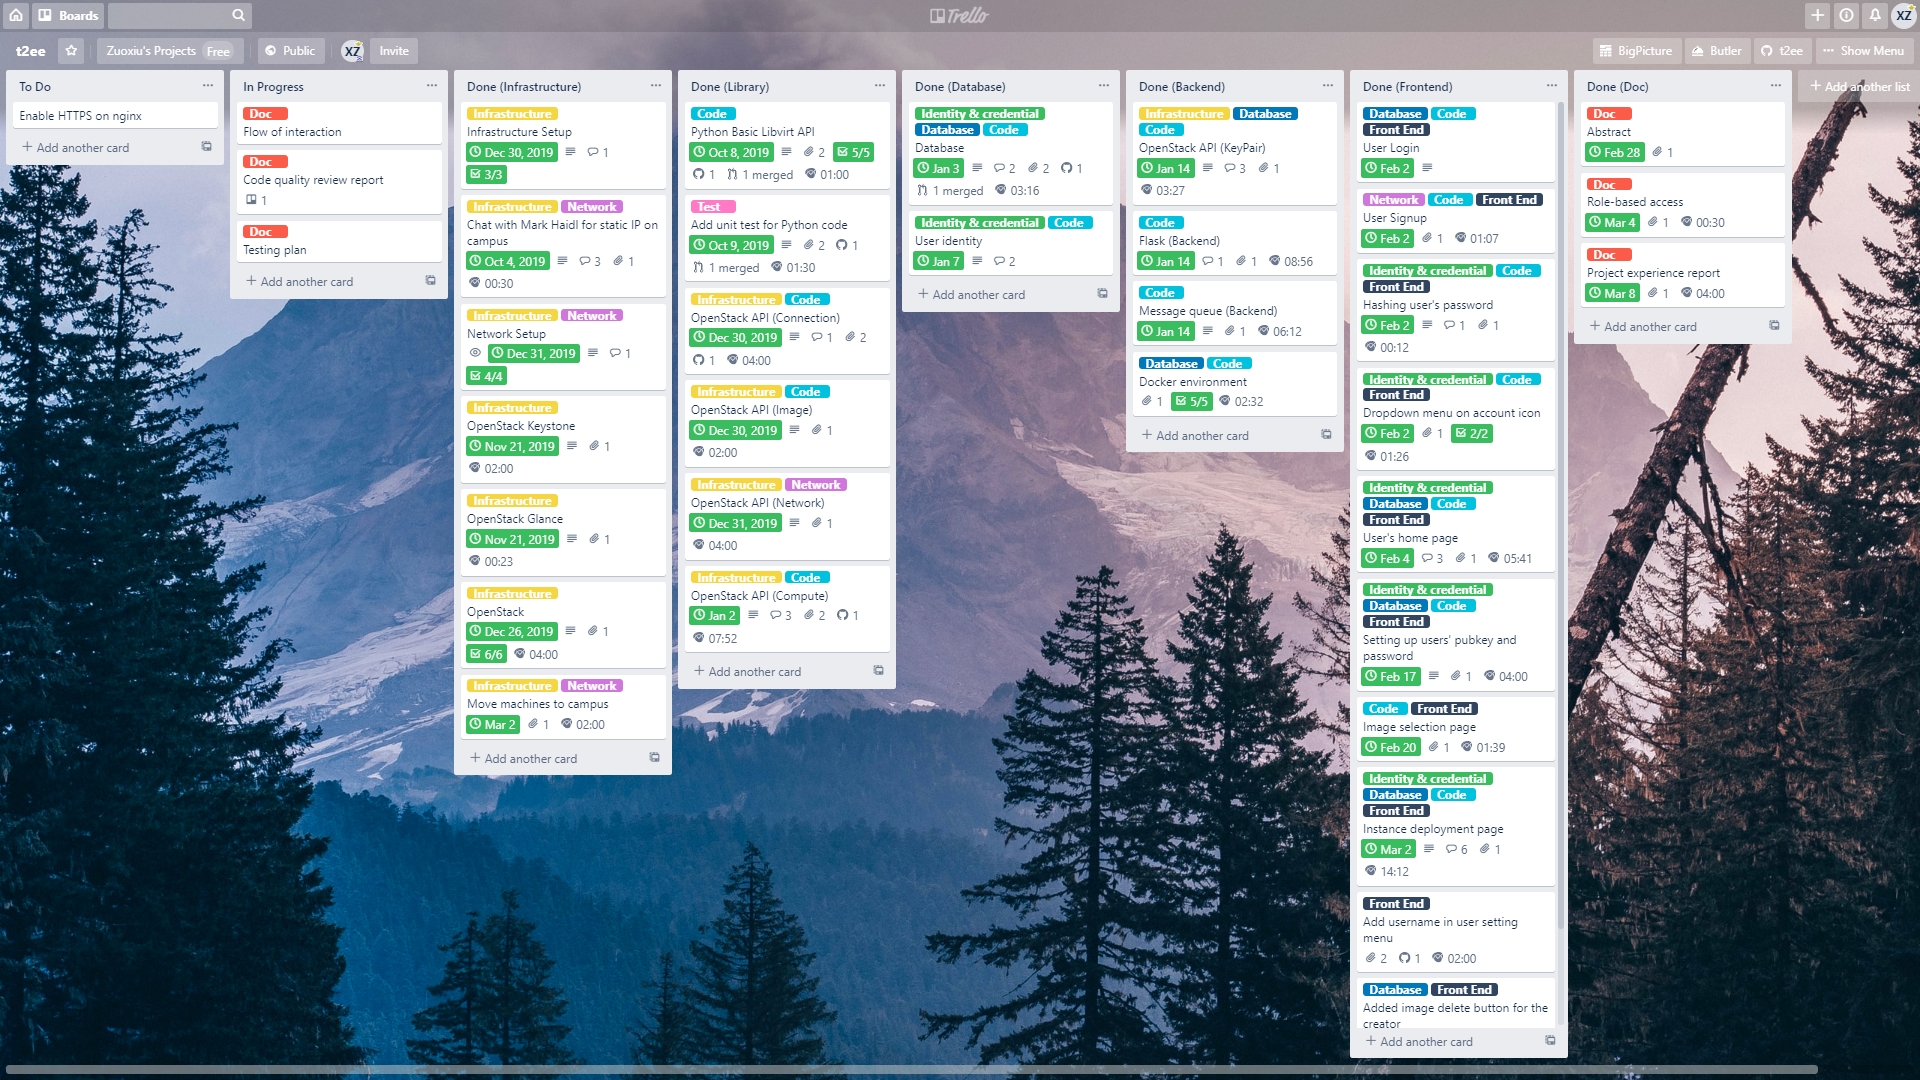 Boards
Trello
XZ
t2ee
Zuoxiu's Projects Free
Public
XZ
Invite
BigPicture
Butler
t2ee
Show Menu
To Do
Enable HTTPS on nginx
Add another card
In Progress
Doc
Flow of interaction
Doc
Code quality review report
1
Doc
Testing plan
Add another card
Done (Infrastructure)
Infrastructure
Infrastructure Setup
Dec 30, 2019 1
3/3
Infrastructure Network
Chat with Mark Haidl for static IP on
campus
Oct 4, 2019 3 1
00:30
Infrastructure Network
Network Setup
Dec 31, 2019 1
4/4
Infrastructure
OpenStack Keystone
Nov 21, 2019 1
02:00
Infrastructure
OpenStack Glance
Nov 21, 2019 1
00:23
Infrastructure
OpenStack
Dec 26, 2019 1
6/6 04:00
Infrastructure Network
Move machines to campus
Mar 2 1 02:00
Add another card
Done (Library)
Code
Python Basic Libvirt API
Oct 8, 2019 2 5/5
1 1 merged 01:00
Test
Add unit test for Python code
Oct 9, 2019 2 1
1 merged 01:30
Infrastructure Code
OpenStack API (Connection)
Dec 30, 2019 1 2
1 04:00
Infrastructure Code
OpenStack API (Image)
Dec 30, 2019 1
02:00
Infrastructure Network
OpenStack API (Network)
Dec 31, 2019 1
04:00
Infrastructure Code
OpenStack API (Compute)
Jan 2 3 2 1
07:52
Add another card
Done (Database)
Identity & credential
Database Code
Database
Jan 3 2 2 1
1 merged 03:16
Identity & credential Code
User identity
Jan 7 2
Add another card
Done (Backend)
Infrastructure Database
Code
OpenStack API (KeyPair)
Jan 14 3 1
03:27
Code
Flask (Backend)
Jan 14 1 1 08:56
Code
Message queue (Backend)
Jan 14 1 06:12
Database Code
Docker environment
1 5/5 02:32
Add another card
Done (Frontend)
Database Code
Front End
User Login
Feb 2
Network Code Front End
User Signup
Feb 2 1 01:07
Identity & credential Code
Front End
Hashing user's password
Feb 2 1 1
00:12
Identity & credential Code
Front End
Dropdown menu on account icon
Feb 2 1 2/2
01:26
Identity & credential
Database Code
Front End
User's home page
Feb 4 3 1 05:41
Identity & credential
Database Code
Front End
Setting up users' pubkey and
password
Feb 17 1 04:00
Code Front End
Image selection page
Feb 20 1 01:39
Identity & credential
Database Code
Front End
Instance deployment page
Mar 2 6 1
14:12
Front End
Add username in user setting
menu
2 1 02:00
Database Front End
Added image delete button for the
creator
Add another card
Done (Doc)
Doc
Abstract
Feb 28 1
Doc
Role-based access
Mar 4 1 00:30
Doc
Project experience report
Mar 8 1 04:00
Add another card
Add another list